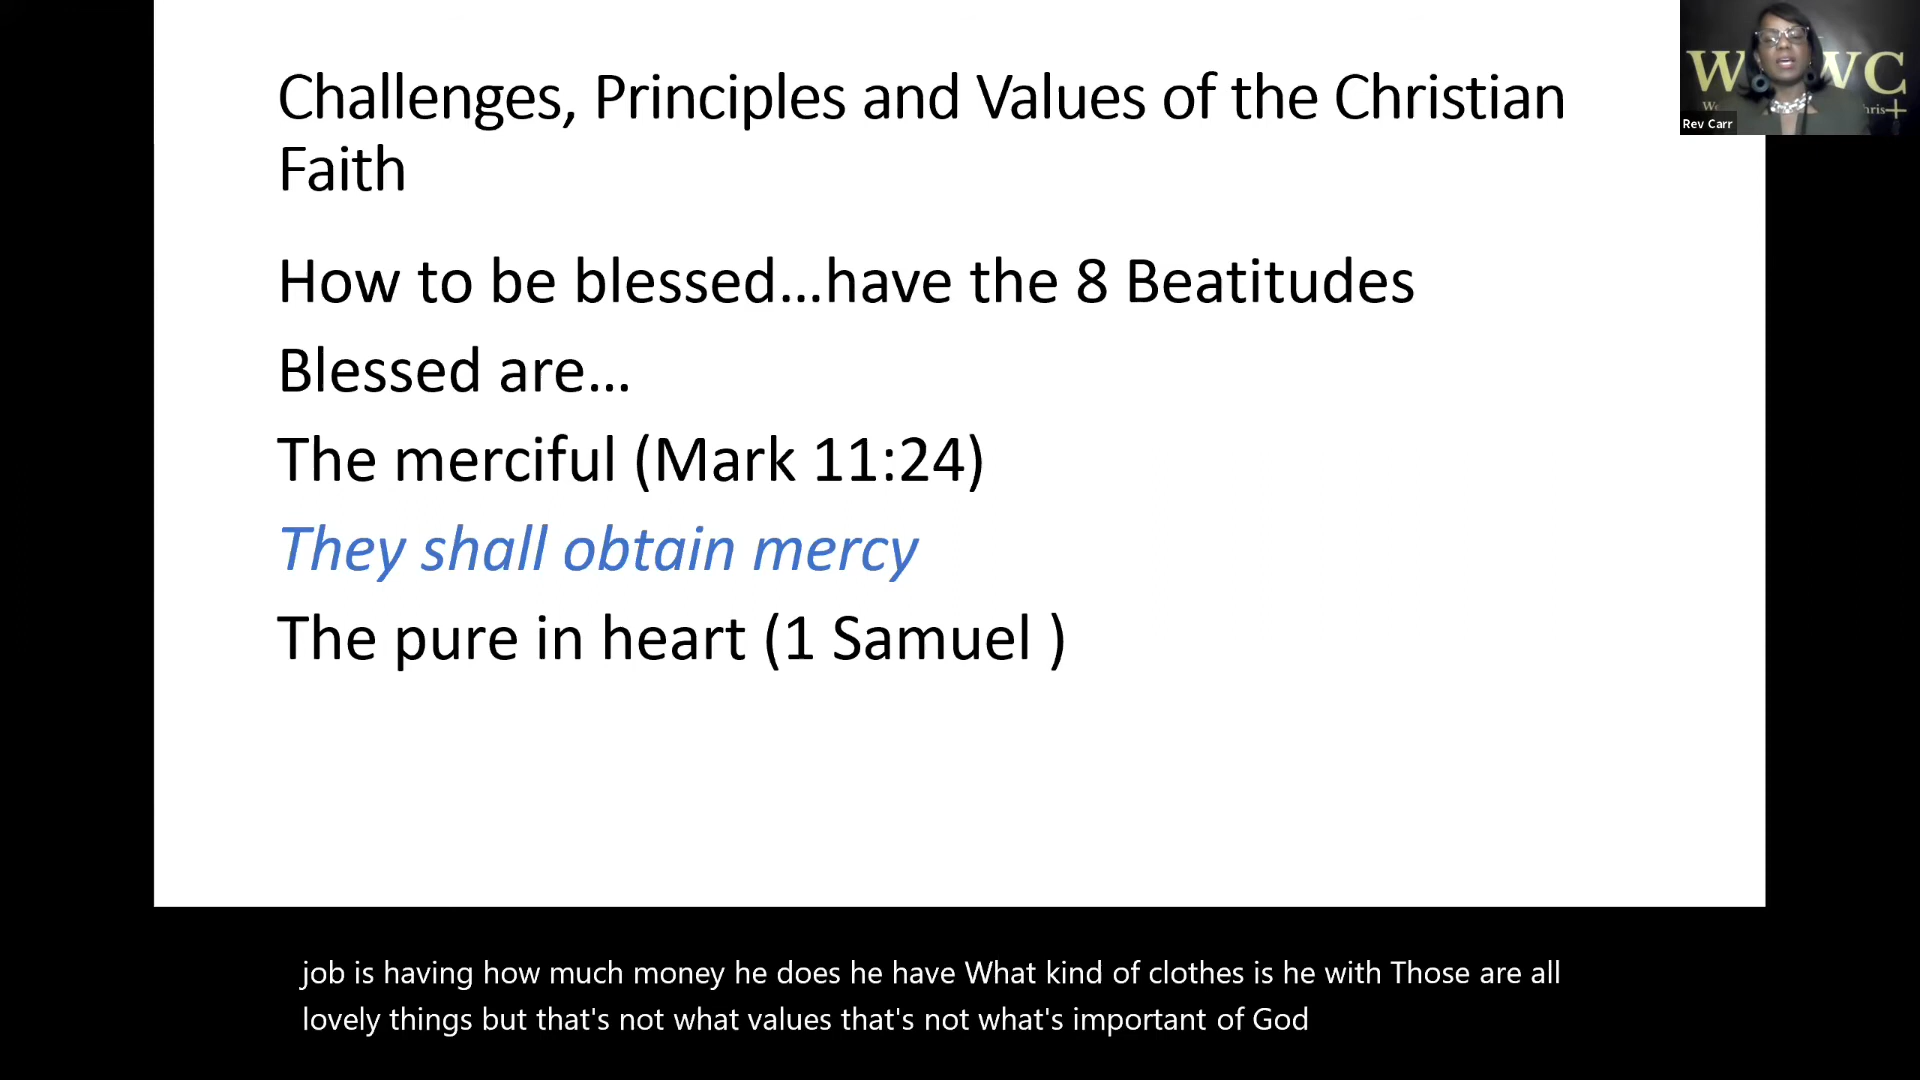 Challenges, Principles and Values of the Christian
Faith
How to be blessed...have the 8 Beatitudes
Blessed are...
The merciful (Mark 11:24)
They shall obtain mercy
The pure in heart (1 Samuel )
Rev Carr
job is having how much money he does he have What kind of clothes is he with Those are all
lovely things but that's not what values that's not what's important of God